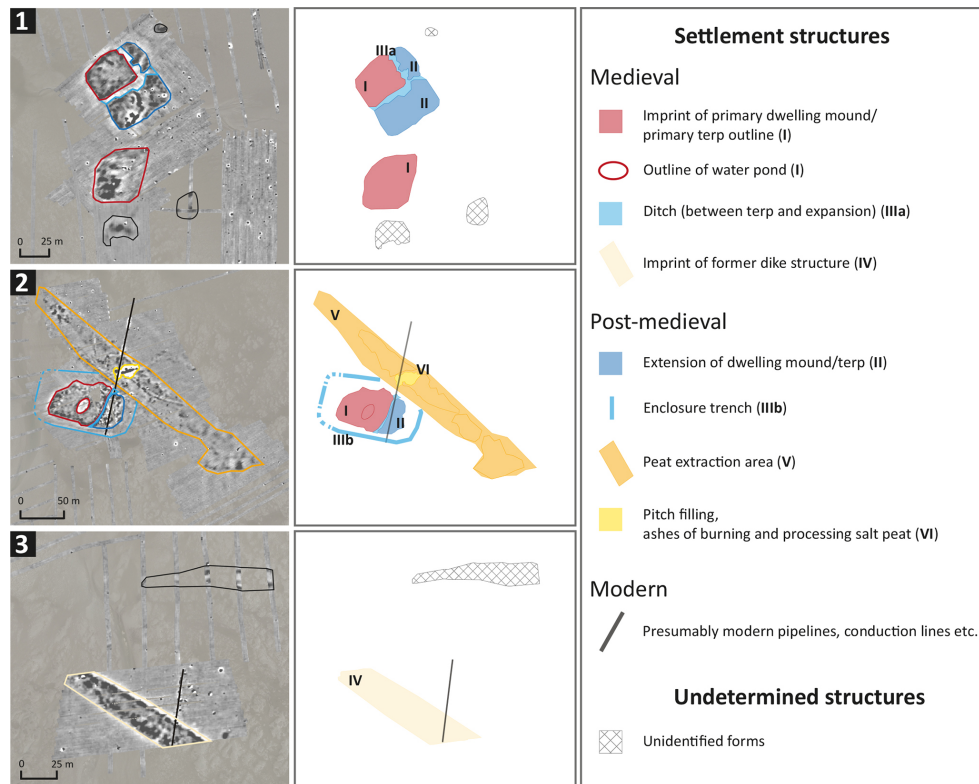 1
0 25 m
IIIa
II
I
II
I
2
0 50 m
V
VI
I
II
IIIb
3
0 25 m
IV
Settlement structures
Medieval
Imprint of primary dwelling mound/
primary terp outline (I)
Outline of water pond (I)
Ditch (between terp and expansion) (IIIa)
Imprint of former dike structure (IV)
Post-medieval
Extension of dwelling mound/terp (II)
Enclosure trench (IIIb)
Peat extraction area (V)
Pitch filling,
ashes of burning and processing salt peat (VI)
Modern
Presumably modern pipelines, conduction lines etc.
Undetermined structures
Unidentified forms